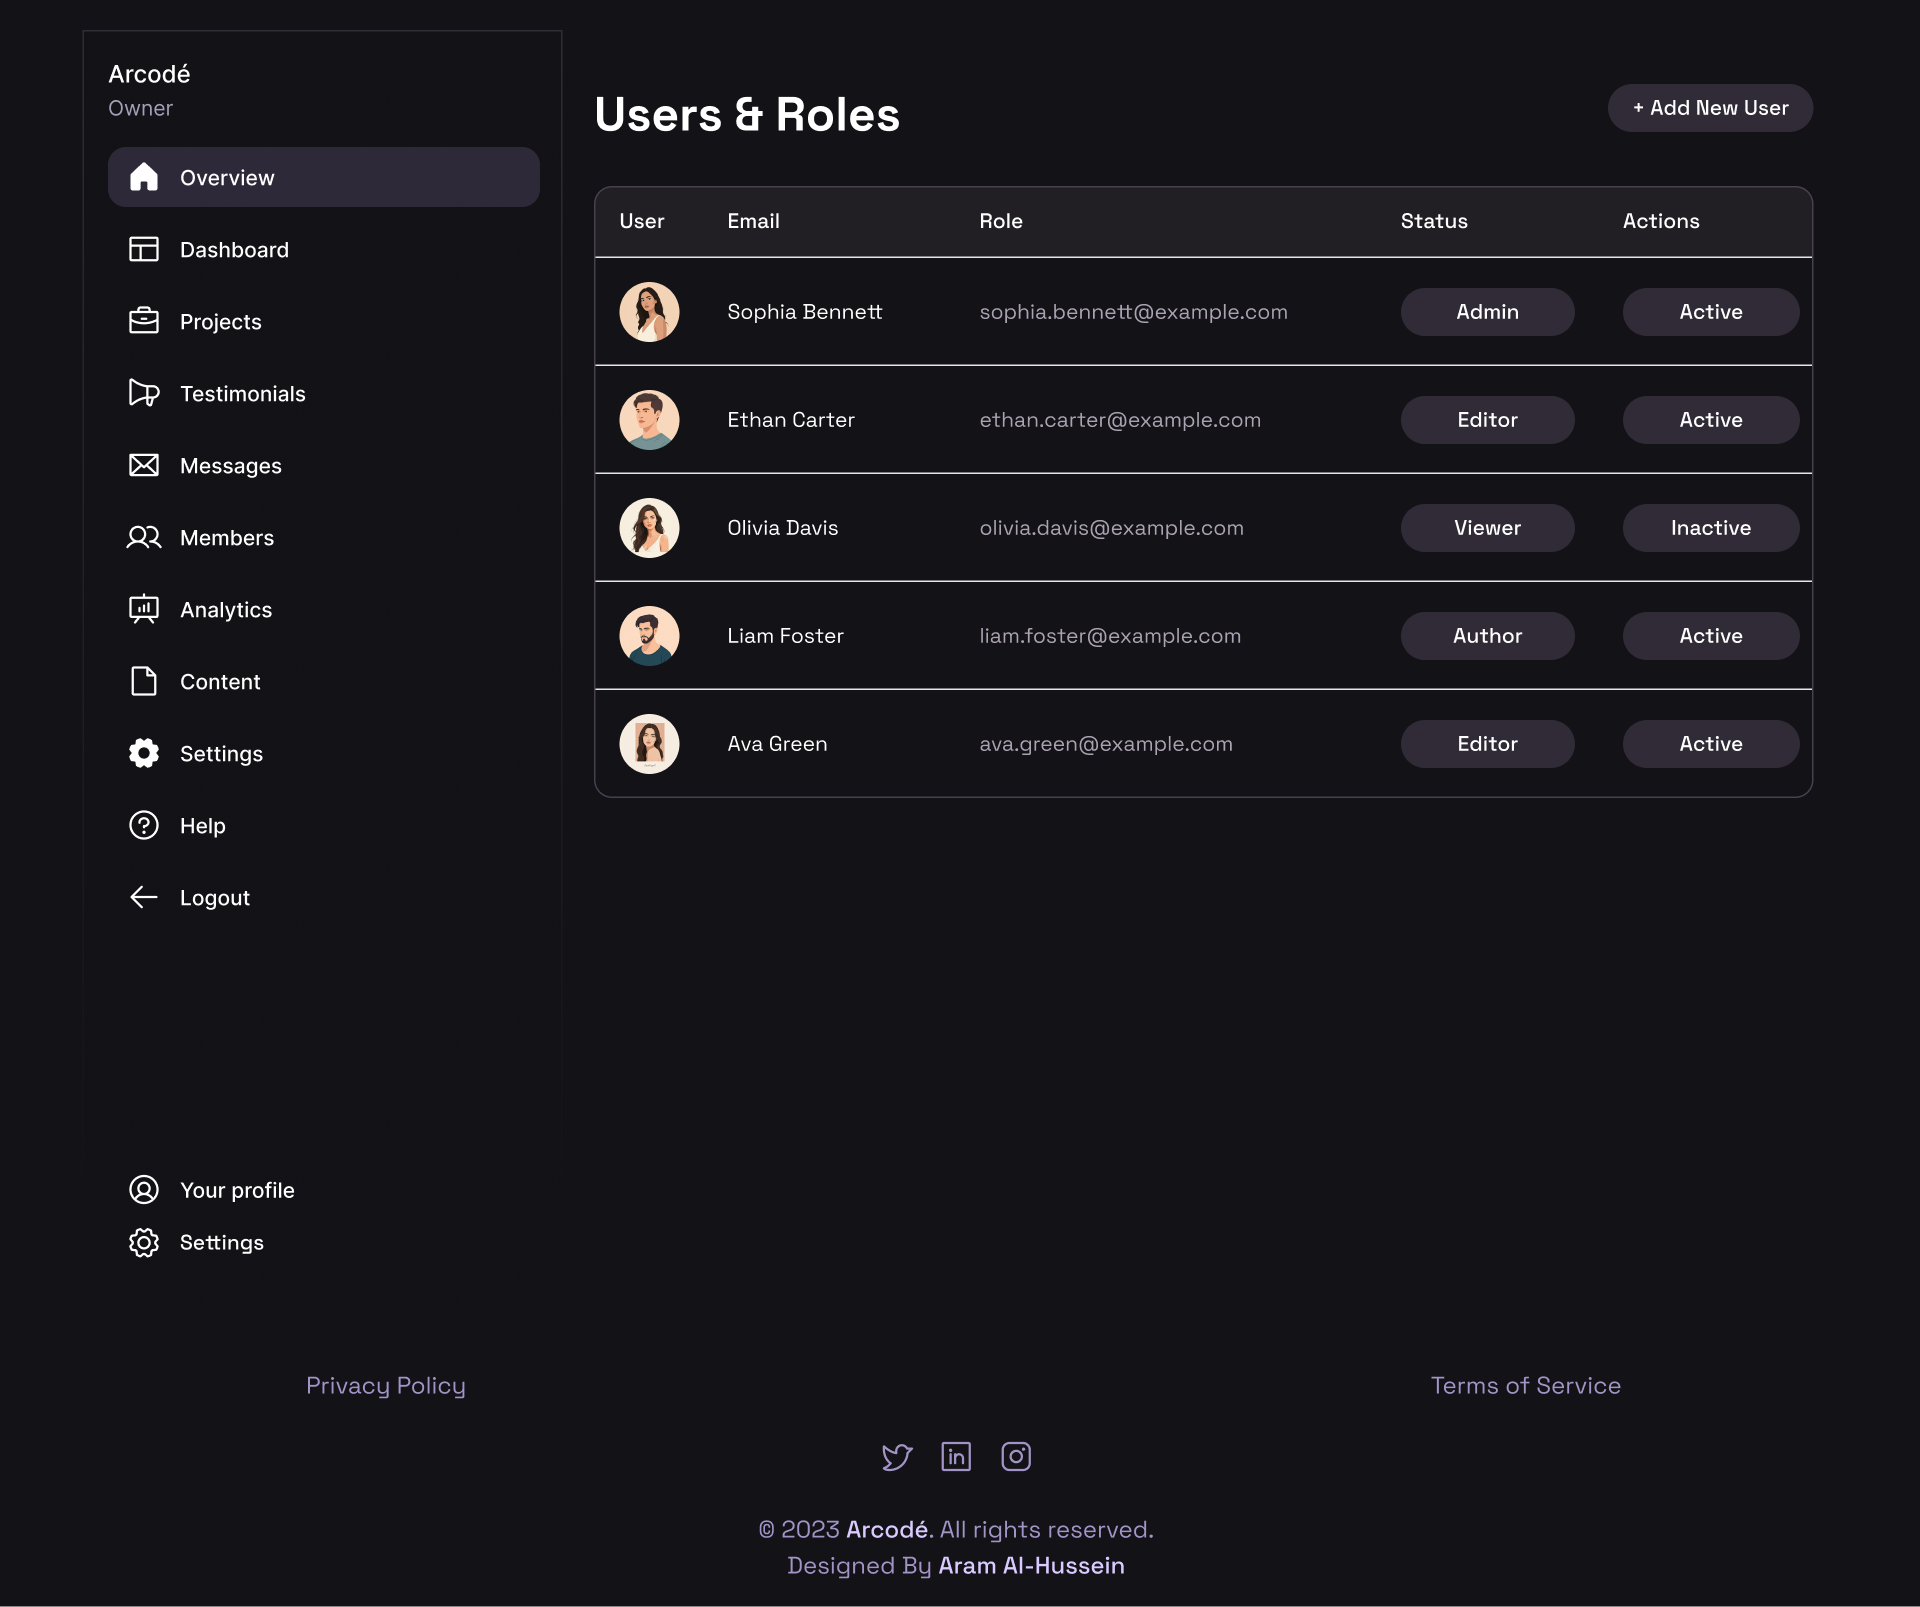 Arcodé
Owner
Overview
Dashboard
Projects
Testimonials
Messages
Members
Analytics
Content
Settings
Help
Logout
Your profile
Settings
Users & Roles
+ Add New User
User Email Role Status Actions
Sophia Bennett sophia.bennett@example.com Admin Active
Ethan Carter ethan.carter@example.com Editor Active
Olivia Davis olivia.davis@example.com Viewer Inactive
Liam Foster liam.foster@example.com Author Active
Ava Green ava.green@example.com Editor Active
Privacy Policy Terms of Service
in
© 2023 Arcodé. All rights reserved.
Designed By Aram Al-Hussein